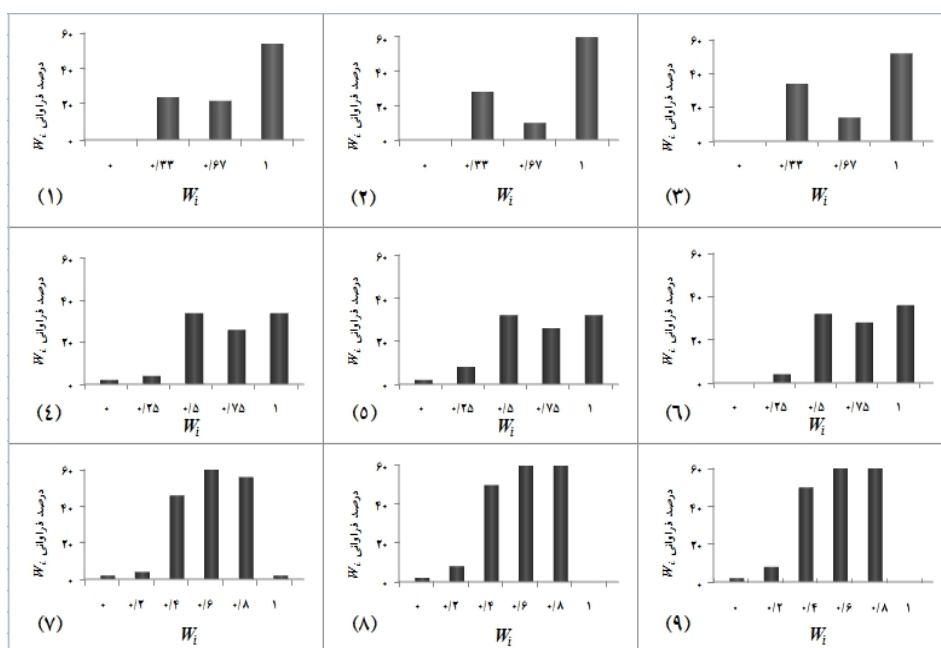 درصد فراوانی Wi
۶۰
۴۰
۲۰
۰
۰ ۰/۳۳ ۰/۶۷ ۱
Wi
(۱)
درصد فراوانی Wi
۶۰
۴۰
۲۰
۰
۰ ۰/۳۳ ۰/۶۷ ۱
Wi
(۲)
درصد فراوانی Wi
۶۰
۴۰
۲۰
۰
۰ ۰/۳۳ ۰/۶۷ ۱
Wi
(۳)
درصد فراوانی Wi
۶۰
۴۰
۲۰
۰
۰ ۰/۲۵ ۰/۵ ۰/۷۵ ۱
Wi
(۴)
درصد فراوانی Wi
۶۰
۴۰
۲۰
۰
۰ ۰/۲۵ ۰/۵ ۰/۷۵ ۱
Wi
(۵)
درصد فراوانی Wi
۶۰
۴۰
۲۰
۰
۰ ۰/۲۵ ۰/۵ ۰/۷۵ ۱
Wi
(۶)
درصد فراوانی Wi
۶۰
۴۰
۲۰
۰
۰ ۰/۲ ۰/۴ ۰/۶ ۰/۸ ۱
Wi
(۷)
درصد فراوانی Wi
۶۰
۴۰
۲۰
۰
۰ ۰/۲ ۰/۴ ۰/۶ ۰/۸ ۱
Wi
(۸)
درصد فراوانی Wi
۶۰
۴۰
۲۰
۰
۰ ۰/۲ ۰/۴ ۰/۶ ۰/۸ ۱
Wi
(۹)